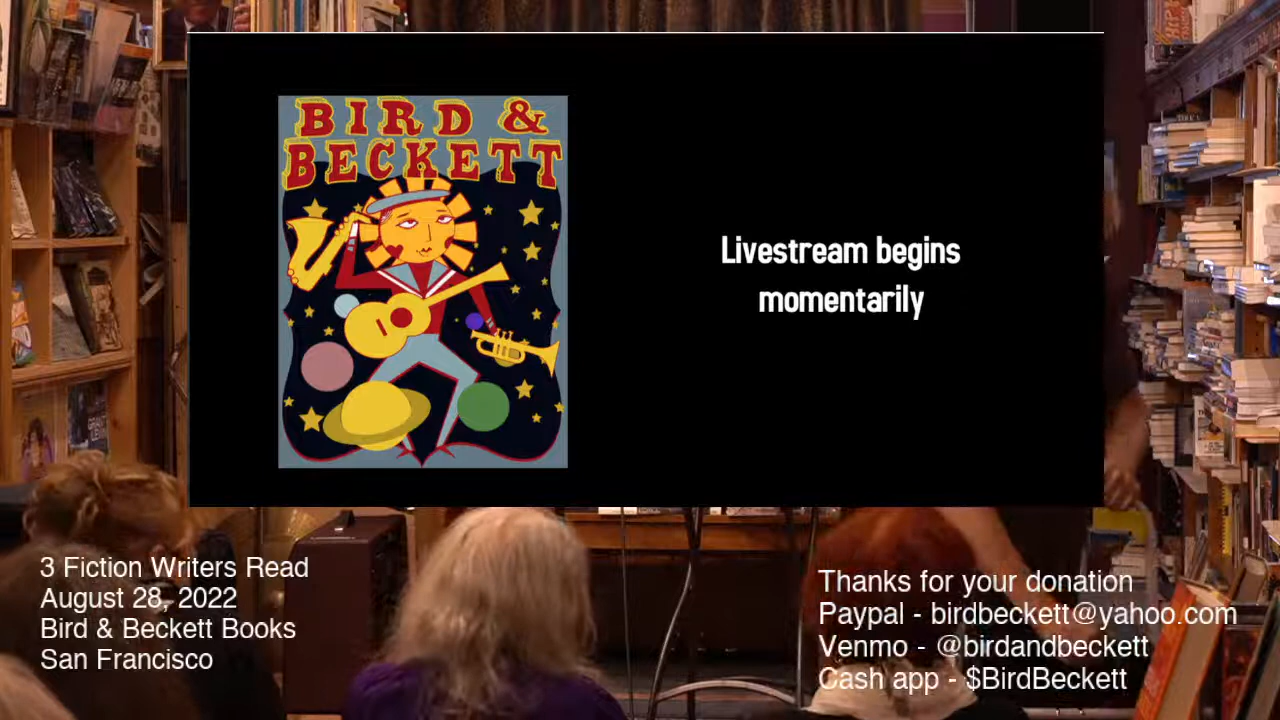 BIRD &
BECKETT
Livestream begins
momentarily
3 Fiction Writers Read
August 28, 2022
Bird & Beckett Books
San Francisco
Thanks for your donation
Paypal - birdbeckett@yahoo.com
Venmo - @birdandbeckett
Cash app - $BirdBeckett